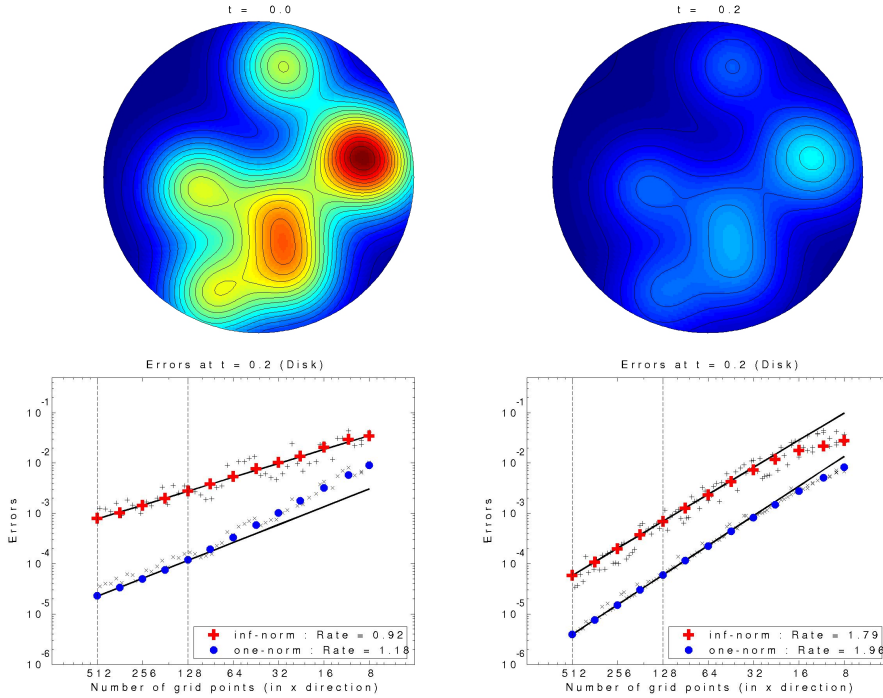 t = 0.0
t = 0.2
Errors at t = 0.2 (Disk)
Errors
10 -1
10 -2
10 -3
10 -4
10 -5
10 -6
512 256 128 64 32 16 8
Number of grid points (in x direction)
inf-norm : Rate = 0.92
one-norm : Rate = 1.18
Errors at t = 0.2 (Disk)
Errors
10 -1
10 -2
10 -3
10 -4
10 -5
10 -6
512 256 128 64 32 16 8
Number of grid points (in x direction)
inf-norm : Rate = 1.79
one-norm : Rate = 1.96